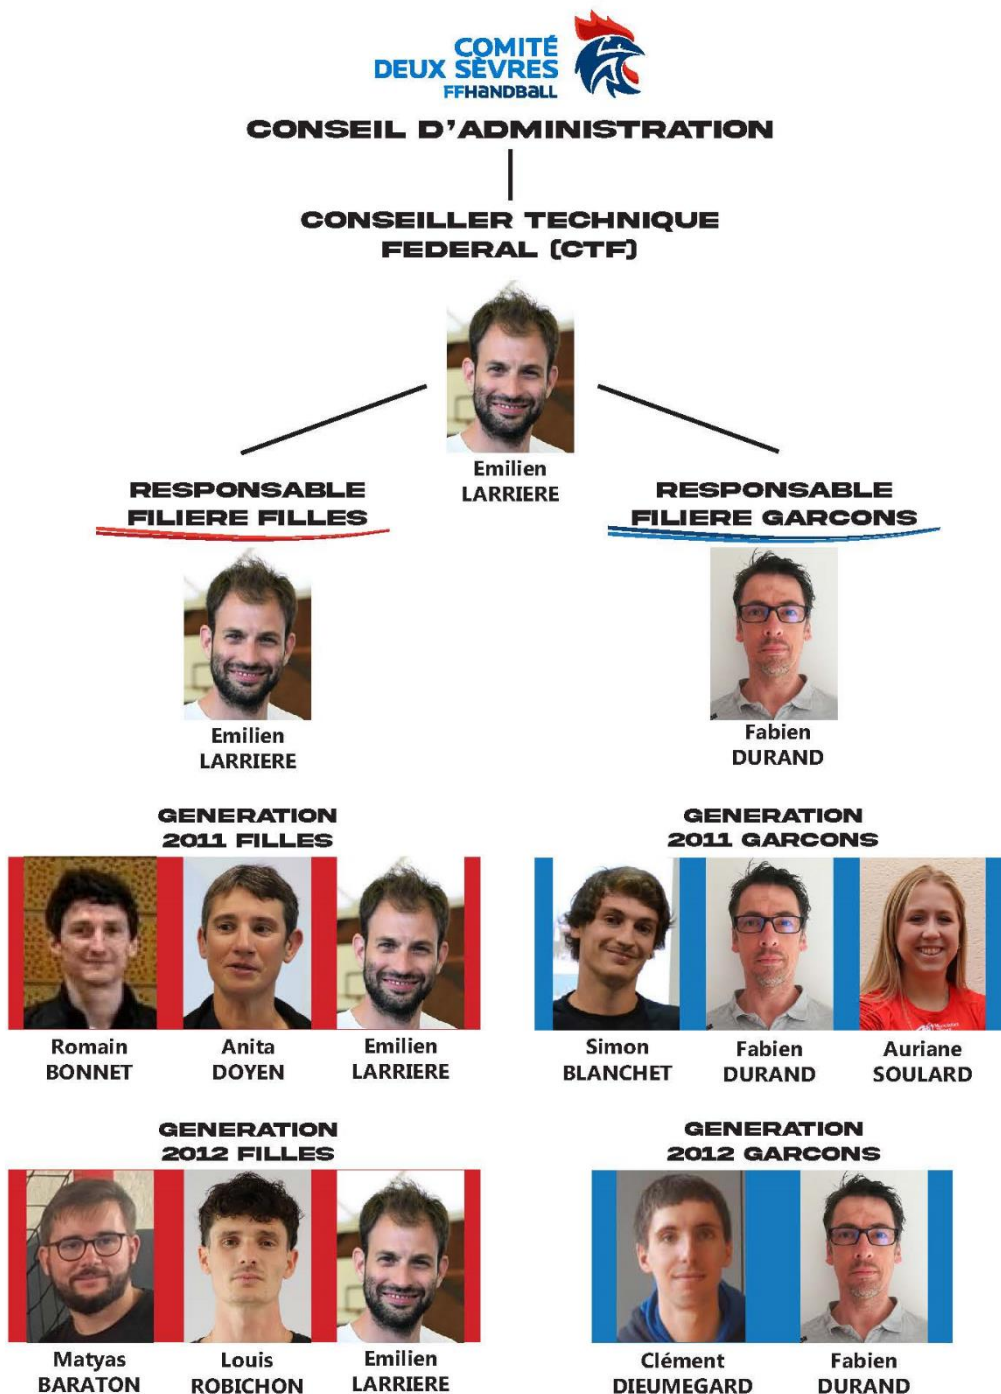 COMITÉ
DEUX SÈVRES
FFHANDBALL
CONSEIL D'ADMINISTRATION
CONSEILLER TECHNIQUE
FEDERAL (CTF)
Emilien
LARRIERE
RESPONSABLE
FILIERE FILLES
RESPONSABLE
FILIERE GARCONS
Emilien
LARRIERE
Fabien
DURAND
GENERATION
2011 FILLES
GENERATION
2011 GARCONS
Romain
BONNET
Anita
DOYEN
Emilien
LARRIERE
Simon
BLANCHET
Fabien
DURAND
Auriane
SOULARD
GENERATION
2012 FILLES
GENERATION
2012 GARCONS
Matyas
BARATON
Louis
ROBICHON
Emilien
LARRIERE
Clément
DIEUMEGARD
Fabien
DURAND